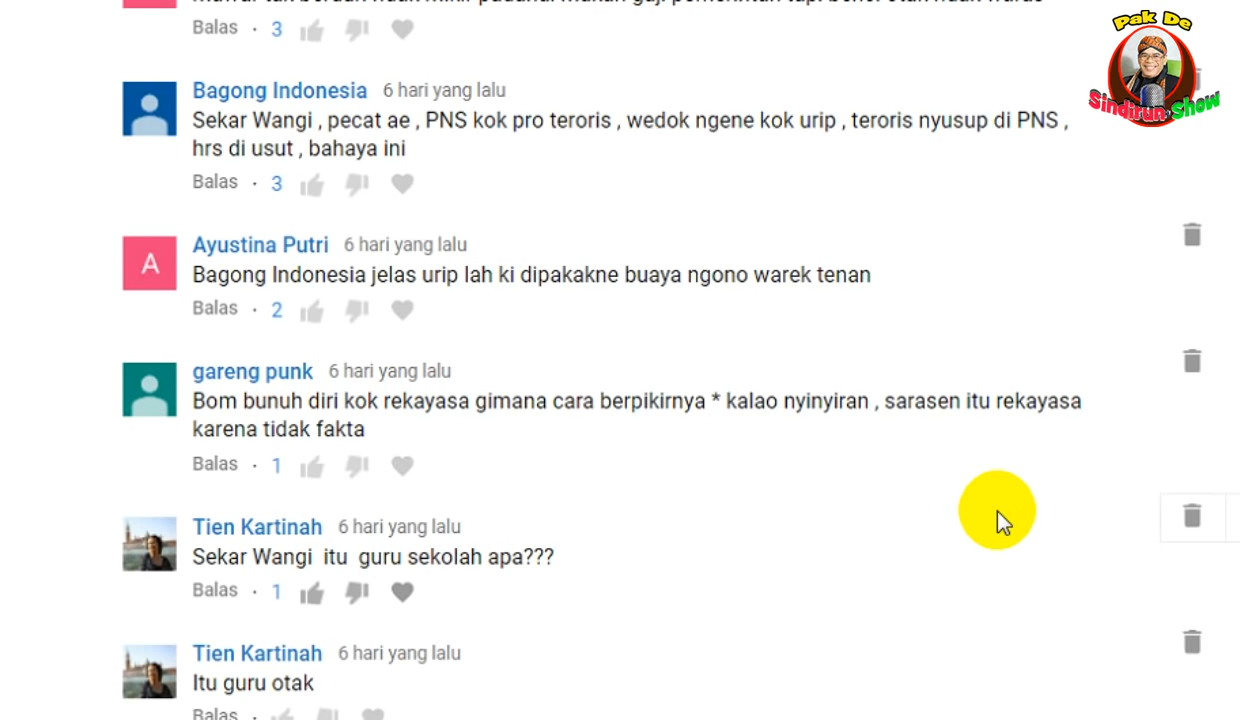 Balas · 3
Pak De
Sindirun Show
Bagong Indonesia 6 hari yang lalu
Sekar Wangi , pecat ae , PNS kok pro teroris , wedok ngene kok urip , teroris nyusup di PNS ,
hrs di usut , bahaya ini
Balas · 3
A
Ayustina Putri 6 hari yang lalu
Bagong Indonesia jelas urip lah ki dipakakne buaya ngono warek tenan
Balas · 2
gareng punk 6 hari yang lalu
Bom bunuh diri kok rekayasa gimana cara berpikirnya * kalao nyinyiran , sarasen itu rekayasa
karena tidak fakta
Balas · 1
Tien Kartinah 6 hari yang lalu
Sekar Wangi itu guru sekolah apa???
Balas · 1
Tien Kartinah 6 hari yang lalu
Itu guru otak
Balas ·